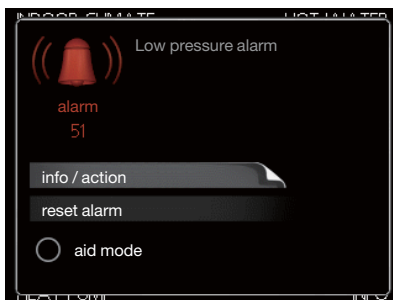 INDOOR CLIMATE HOT WATER
Low pressure alarm
alarm
51
info / action
reset alarm
aid mode
HEAT PUMP INFO